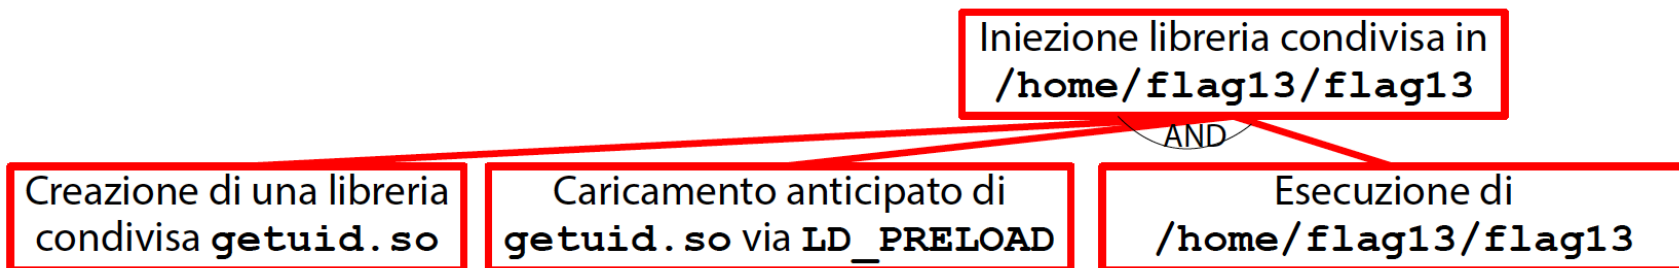 Iniezione libreria condivisa in
/home/flag13/flag13
AND
Creazione di una libreria
condivisa getuid.so
Caricamento anticipato di
getuid.so via LD_PRELOAD
Esecuzione di
/home/flag13/flag13